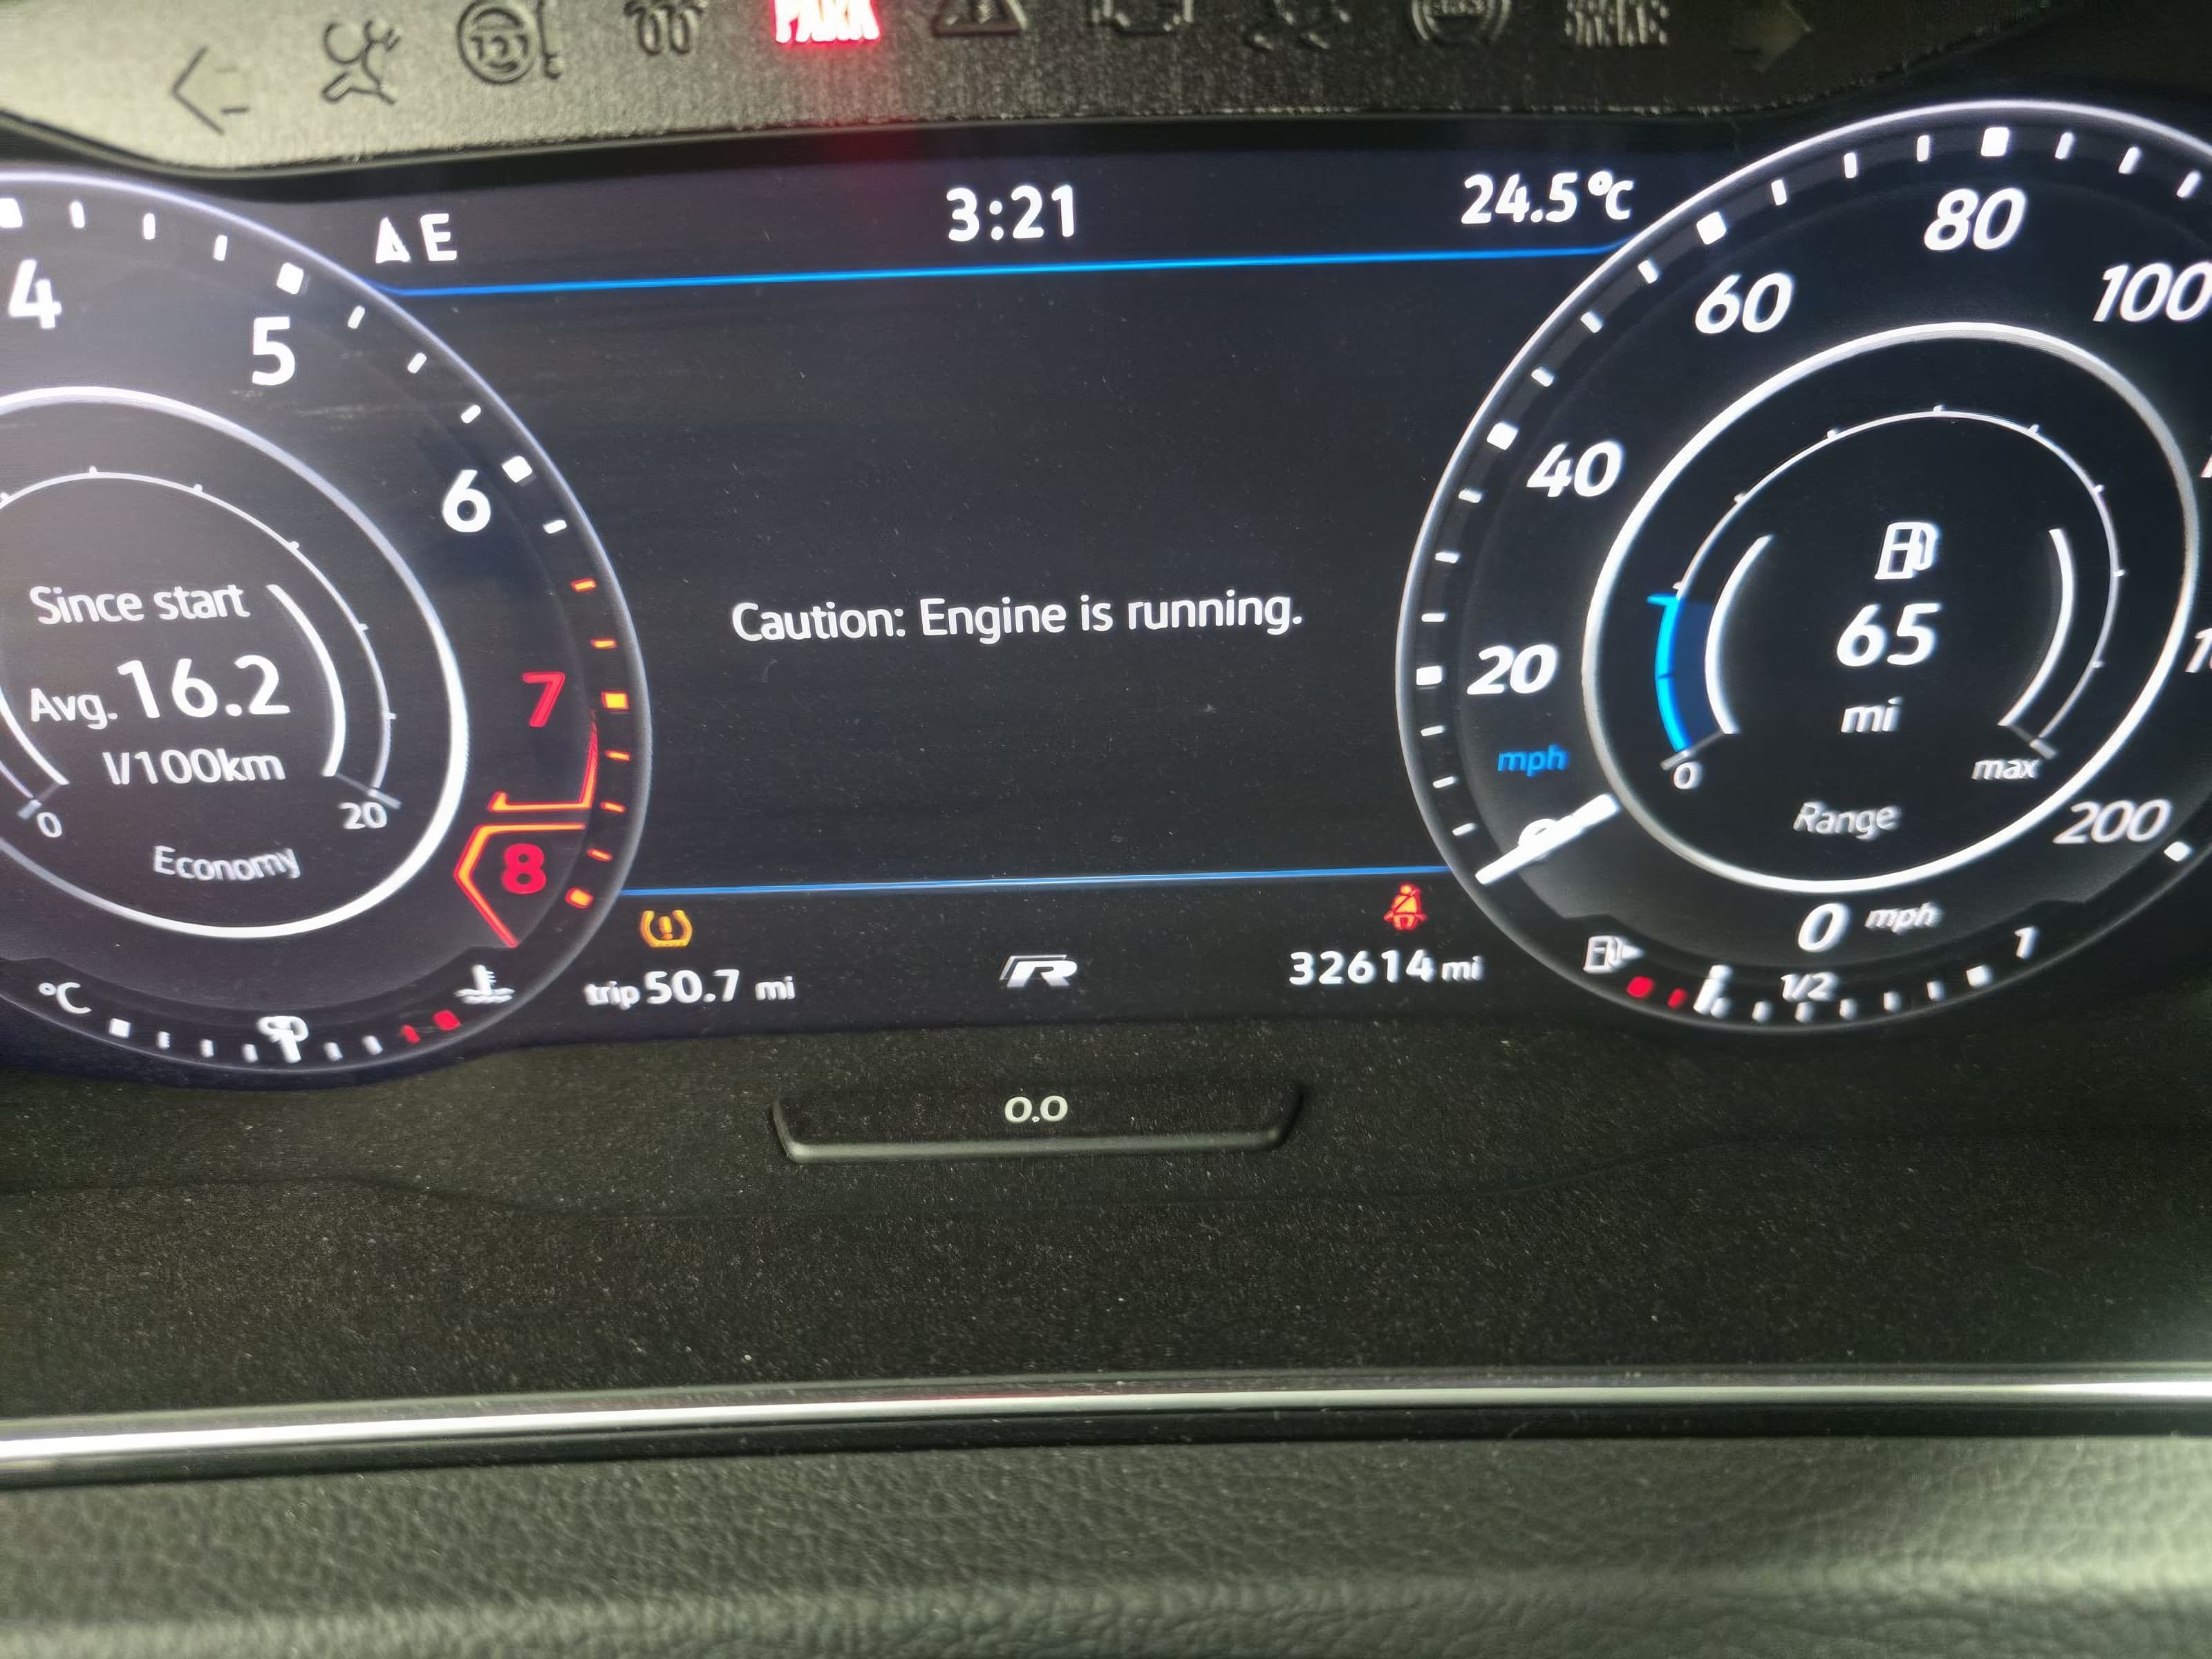 PARK
E 3:21 24.5°C
4
5
6
7
8
Since start
Avg. 16.2
l/100km
0 20
Economy
°C
Caution: Engine is running.
20
40
60
80
100
200
mph
65
mi
0 max
Range
0 mph
1/2 1
trip 50.7 mi
R
32614 mi
0.0